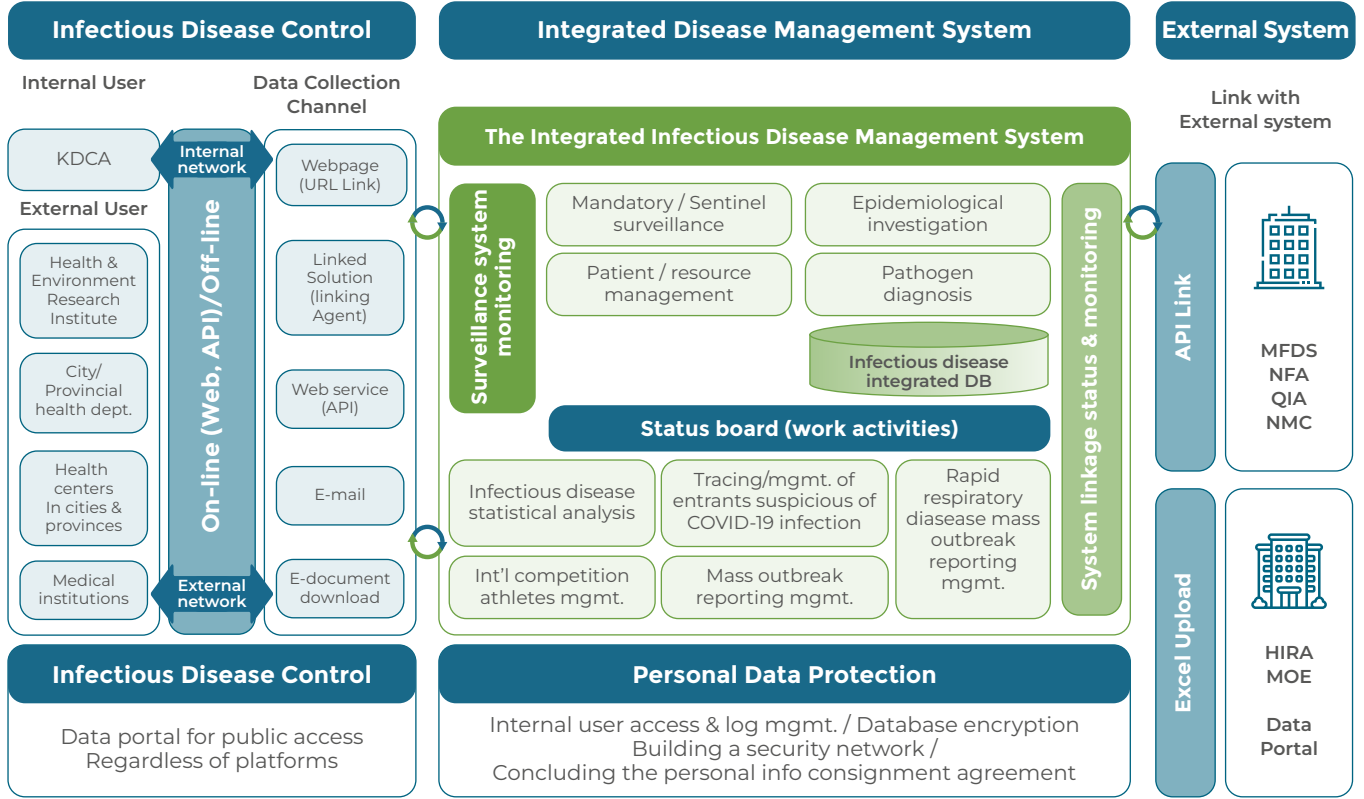 Infectious Disease Control
Integrated Disease Management System
External System
Internal User
Data Collection
Channel
KDCA
Internal
network
External User
Health &
Environment
Research
Institute
City/
Provincial
health dept.
Health
centers
In cities &
provinces
Medical
institutions
On-line (Web, API)/Off-line
External
network
Webpage
(URL Link)
Linked
Solution
(linking
Agent)
Web service
(API)
E-mail
E-document
download
The Integrated Infectious Disease Management System
Surveillance system
monitoring
Mandatory / Sentinel
surveillance
Epidemiological
investigation
Patient / resource
management
Pathogen
diagnosis
Infectious disease
integrated DB
Status board (work activities)
Infectious disease
statistical analysis
Tracing/mgmt. of
entrants suspicious of
COVID-19 infection
Rapid
respiratory
diasease mass
outbreak
reporting
mgmt.
Int'l competition
athletes mgmt.
Mass outbreak
reporting mgmt.
System linkage status & monitoring
Link with
External system
API Link
MFDS
NFA
QIA
NMC
Excel Upload
HIRA
MOE
Data
Portal
Infectious Disease Control
Data portal for public access
Regardless of platforms
Personal Data Protection
Internal user access & log mgmt. / Database encryption
Building a security network /
Concluding the personal info consignment agreement